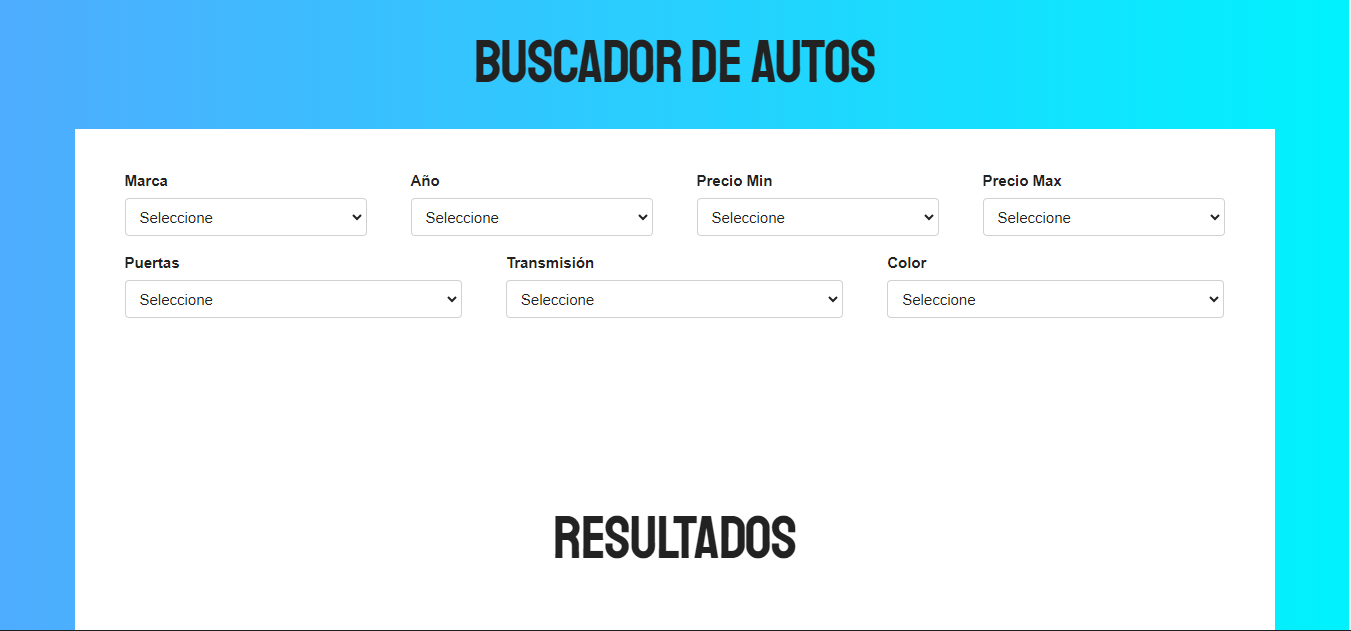 BUSCADOR DE AUTOS
Marca Año Precio Min Precio Max
Seleccione Seleccione Seleccione Seleccione
Puertas Transmisión Color
Seleccione Seleccione Seleccione
RESULTADOS